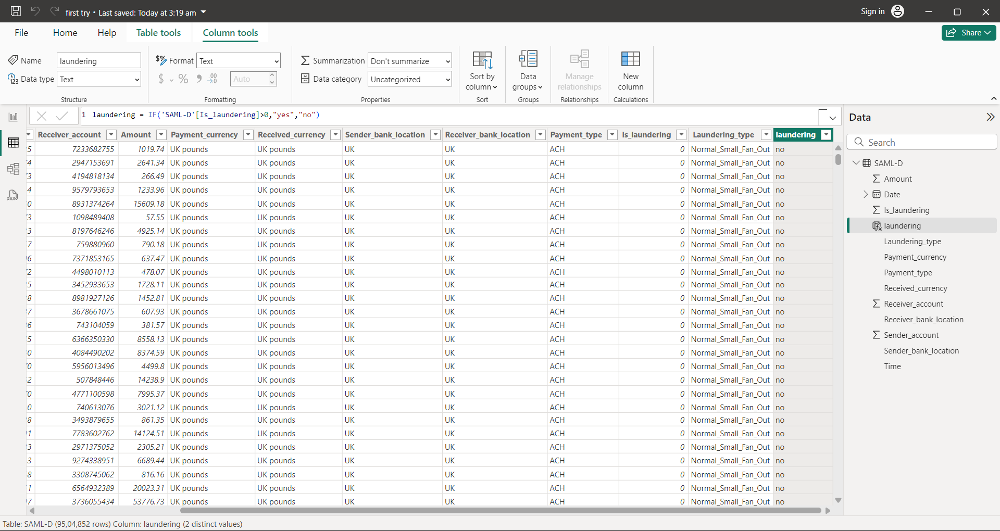 first try • Last saved: Today at 3:19 am
Sign in
File Home Help Table tools Column tools
Share
Name laundering
Data type Text
Structure
Format Text
$ % 9 .00 Auto
Formatting
Summarization Don't summarize
Data category Uncategorized
Properties
Sort by column
Sort
Data groups
Groups
Manage relationships
Relationships
New column
Calculations
1 laundering = IF('SAML-D'[Is_laundering]>0,"yes","no")
Receiver_account Amount Payment_currency Received_currency Sender_bank_location Receiver_bank_location Payment_type Is_laundering Laundering_type laundering
5 7233682755 1019.74 UK pounds UK pounds UK UK ACH 0 Normal_Small_Fan_Out no
4 2947153691 2641.34 UK pounds UK pounds UK UK ACH 0 Normal_Small_Fan_Out no
3 4194818134 266.49 UK pounds UK pounds UK UK ACH 0 Normal_Small_Fan_Out no
4 9579793653 1233.96 UK pounds UK pounds UK UK ACH 0 Normal_Small_Fan_Out no
0 8931374264 15609.18 UK pounds UK pounds UK UK ACH 0 Normal_Small_Fan_Out no
3 1098489408 57.55 UK pounds UK pounds UK UK ACH 0 Normal_Small_Fan_Out no
3 8197646246 4925.14 UK pounds UK pounds UK UK ACH 0 Normal_Small_Fan_Out no
7 759880960 790.18 UK pounds UK pounds UK UK ACH 0 Normal_Small_Fan_Out no
6 7371853165 637.47 UK pounds UK pounds UK UK ACH 0 Normal_Small_Fan_Out no
2 4498010113 478.07 UK pounds UK pounds UK UK ACH 0 Normal_Small_Fan_Out no
5 3452933653 1728.11 UK pounds UK pounds UK UK ACH 0 Normal_Small_Fan_Out no
8 8981927126 1452.81 UK pounds UK pounds UK UK ACH 0 Normal_Small_Fan_Out no
7 3678661075 607.93 UK pounds UK pounds UK UK ACH 0 Normal_Small_Fan_Out no
6 743104059 381.57 UK pounds UK pounds UK UK ACH 0 Normal_Small_Fan_Out no
5 6366350330 8558.13 UK pounds UK pounds UK UK ACH 0 Normal_Small_Fan_Out no
0 4084490202 8374.59 UK pounds UK pounds UK UK ACH 0 Normal_Small_Fan_Out no
0 5956013496 4499.8 UK pounds UK pounds UK UK ACH 0 Normal_Small_Fan_Out no
2 507848446 14238.9 UK pounds UK pounds UK UK ACH 0 Normal_Small_Fan_Out no
0 4771100598 7995.37 UK pounds UK pounds UK UK ACH 0 Normal_Small_Fan_Out no
0 740613076 3021.12 UK pounds UK pounds UK UK ACH 0 Normal_Small_Fan_Out no
8 3493879655 861.35 UK pounds UK pounds UK UK ACH 0 Normal_Small_Fan_Out no
1 7783602762 14124.51 UK pounds UK pounds UK UK ACH 0 Normal_Small_Fan_Out no
3 2971375052 2305.21 UK pounds UK pounds UK UK ACH 0 Normal_Small_Fan_Out no
3 9274338951 6689.44 UK pounds UK pounds UK UK ACH 0 Normal_Small_Fan_Out no
8 3308745062 816.16 UK pounds UK pounds UK UK ACH 0 Normal_Small_Fan_Out no
1 6564932389 20023.31 UK pounds UK pounds UK UK ACH 0 Normal_Small_Fan_Out no
7 3736055434 53776.73 UK pounds UK pounds UK UK ACH 0 Normal_Small_Fan_Out no
Data
Search
SAML-D
Amount
Date
Is_laundering
laundering
Laundering_type
Payment_currency
Payment_type
Received_currency
Receiver_account
Receiver_bank_location
Sender_account
Sender_bank_location
Time
Table: SAML-D (95,04,852 rows) Column: laundering (2 distinct values)